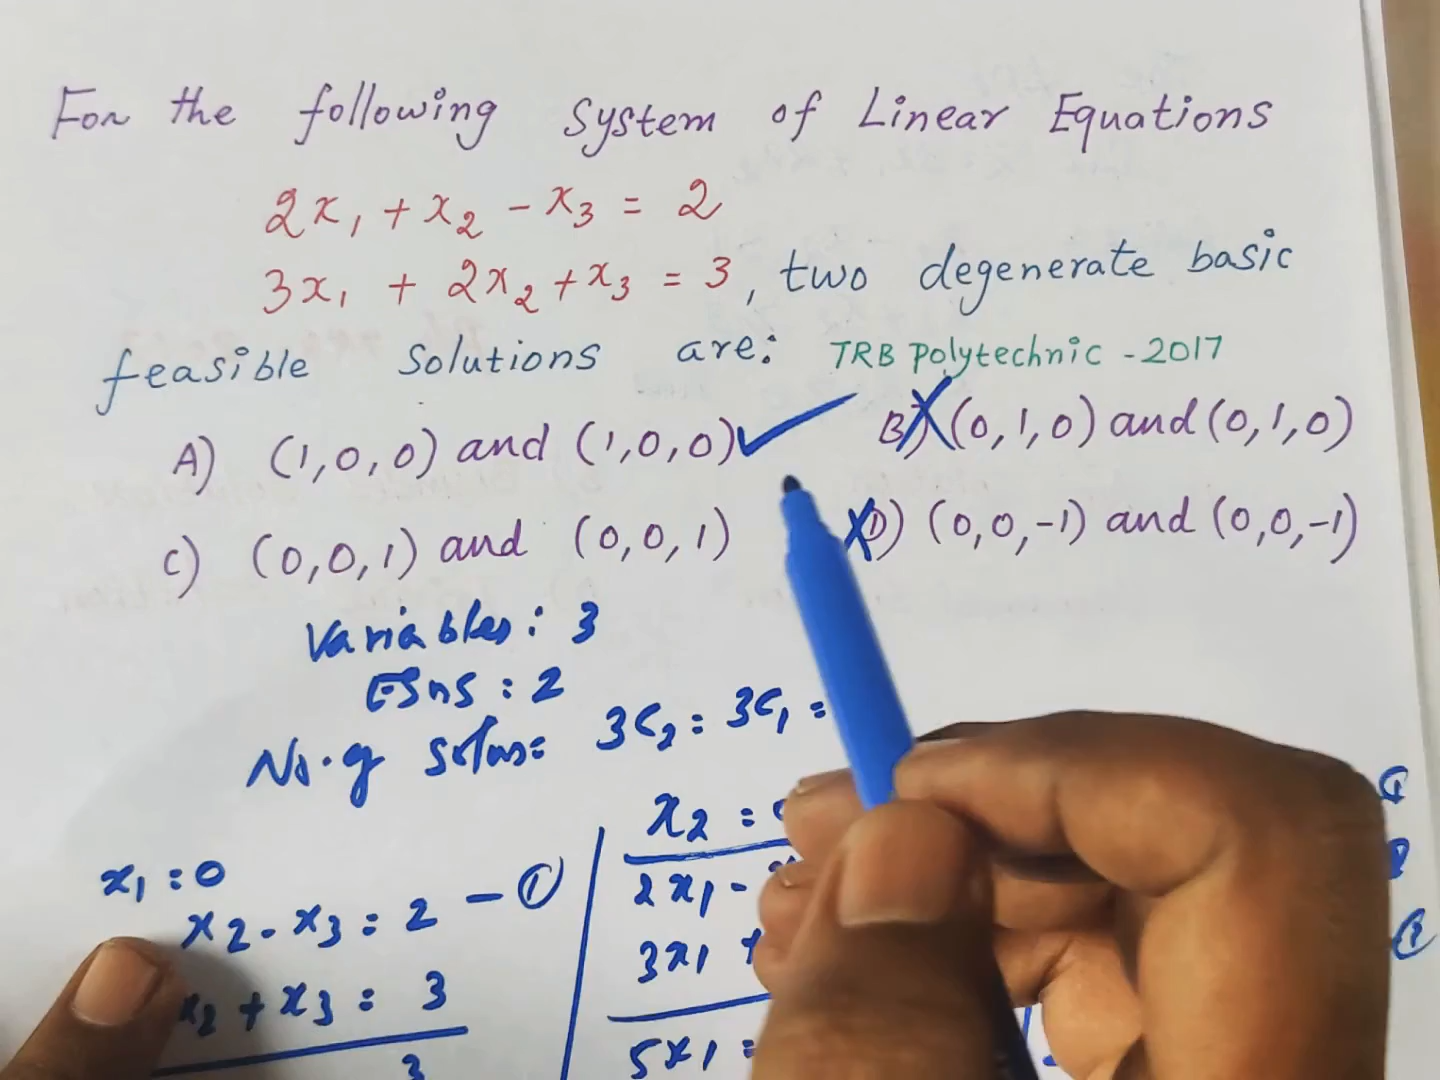 For the following System of Linear Equations
2x₁ + x₂ - x₃ = 2
3x₁ + 2x₂ + x₃ = 3, two degenerate basic
feasible solutions are: TRB Polytechnic - 2017
A) (1,0,0) and (1,0,0) B) (0,1,0) and (0,1,0)
C) (0,0,1) and (0,0,1) D) (0,0,-1) and (0,0,-1)
Variables: 3
Eqns: 2
No. of solns = 3C₂ = 3C₁ =
x₁ = 0
x₂ - x₃ = 2 - ①
x₂ + x₃ = 3
3
x₂ =
2x₁ -
3x₁ +
5x₁ =